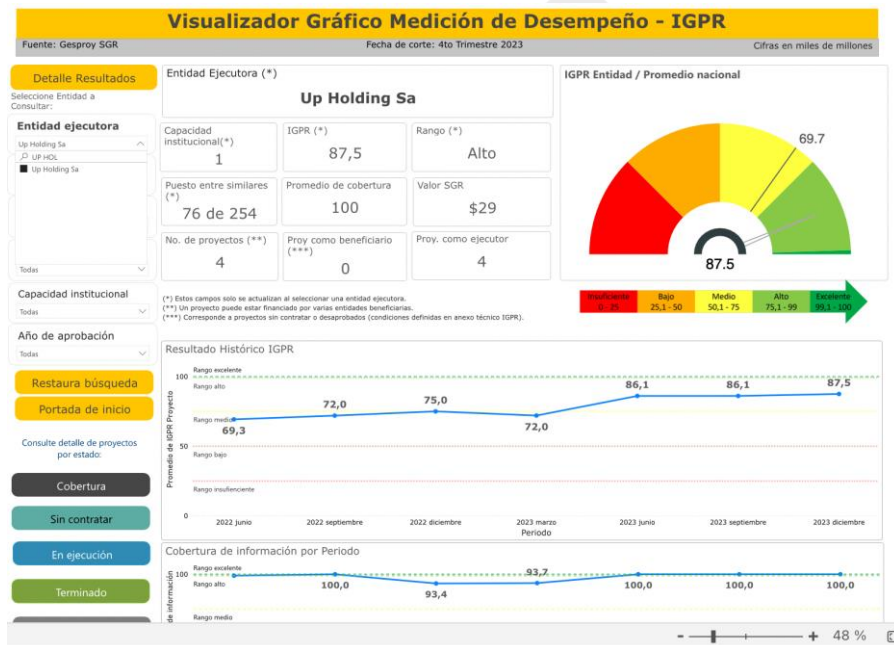 Visualizador Gráfico Medición de Desempeño - IGPR
Fuente: Gesproy SGR
Fecha de corte: 4to Trimestre 2023
Cifras en miles de millones
Detalle Resultados
Seleccione Entidad a
Consultar:
Entidad ejecutora
Up Holding Sa
UP HOL
Up Holding Sa
Todas
Capacidad institucional
Todas
Año de aprobación
Todas
Restaura búsqueda
Portada de inicio
Consulte detalle de proyectos
por estado:
Cobertura
Sin contratar
En ejecución
Terminado
Entidad Ejecutora (*)
Up Holding Sa
Capacidad
institucional(*)
1
IGPR (*)
87,5
Rango (*)
Alto
Puesto entre similares
(*)
76 de 254
Promedio de cobertura
100
Valor SGR
$29
No. de proyectos (**)
4
Proy como beneficiario
(***)
0
Proy. como ejecutor
4
(*) Estos campos solo se actualizan al seleccionar una entidad ejecutora.
(**) Un proyecto puede estar financiado por varias entidades beneficiarias.
(***) Corresponde a proyectos sin contratar o desaprobados (condiciones definidas en anexo técnico IGPR).
IGPR Entidad / Promedio nacional
69.7
87.5
Insuficiente
0 - 25
Bajo
25,1 - 50
Medio
50,1 - 75
Alto
75,1 - 99
Excelente
99,1 - 100
Resultado Histórico IGPR
Promedio de IGPR Proyecto
100
50
0
Rango excelente
Rango alto
Rango medio
Rango bajo
Rango insufienciente
69,3
72,0
75,0
72,0
86,1
86,1
87,5
2022 junio
2022 septiembre
2022 diciembre
2023 marzo
2023 junio
2023 septiembre
2023 diciembre
Periodo
Cobertura de información por Periodo
de información
100
Rango excelente
Rango alto
Rango medio
100,0
93,4
93,7
100,0
100,0
100,0
48 %